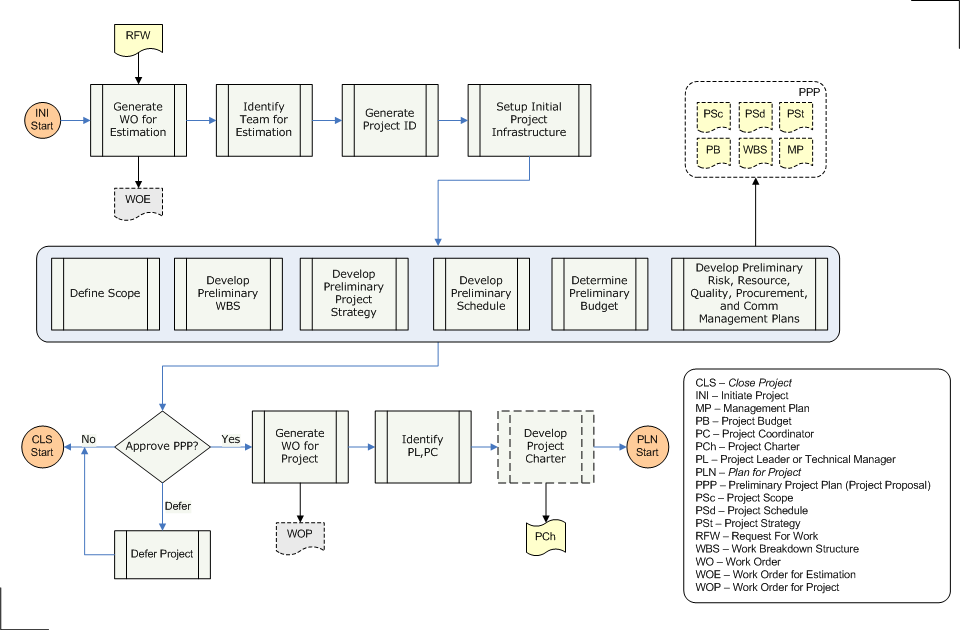 RFW
INI
Start
Generate
WO for
Estimation
Identify
Team for
Estimation
Generate
Project ID
Setup Initial
Project
Infrastructure
PPP
PSc
PSd
PSt
PB
WBS
MP
WOE
Define Scope
Develop
Preliminary
WBS
Develop
Preliminary
Project
Strategy
Develop
Preliminary
Schedule
Determine
Preliminary
Budget
Develop Preliminary
Risk, Resource,
Quality, Procurement,
and Comm
Management Plans
CLS
Start
No
Approve PPP?
Yes
Generate
WO for
Project
Identify
PL,PC
Develop
Project
Charter
PLN
Start
Defer
Defer Project
WOP
PCh
CLS – Close Project
INI – Initiate Project
MP – Management Plan
PB – Project Budget
PC – Project Coordinator
PCh – Project Charter
PL – Project Leader or Technical Manager
PLN – Plan for Project
PPP – Preliminary Project Plan (Project Proposal)
PSc – Project Scope
PSd – Project Schedule
PSt – Project Strategy
RFW – Request For Work
WBS – Work Breakdown Structure
WO – Work Order
WOE – Work Order for Estimation
WOP – Work Order for Project